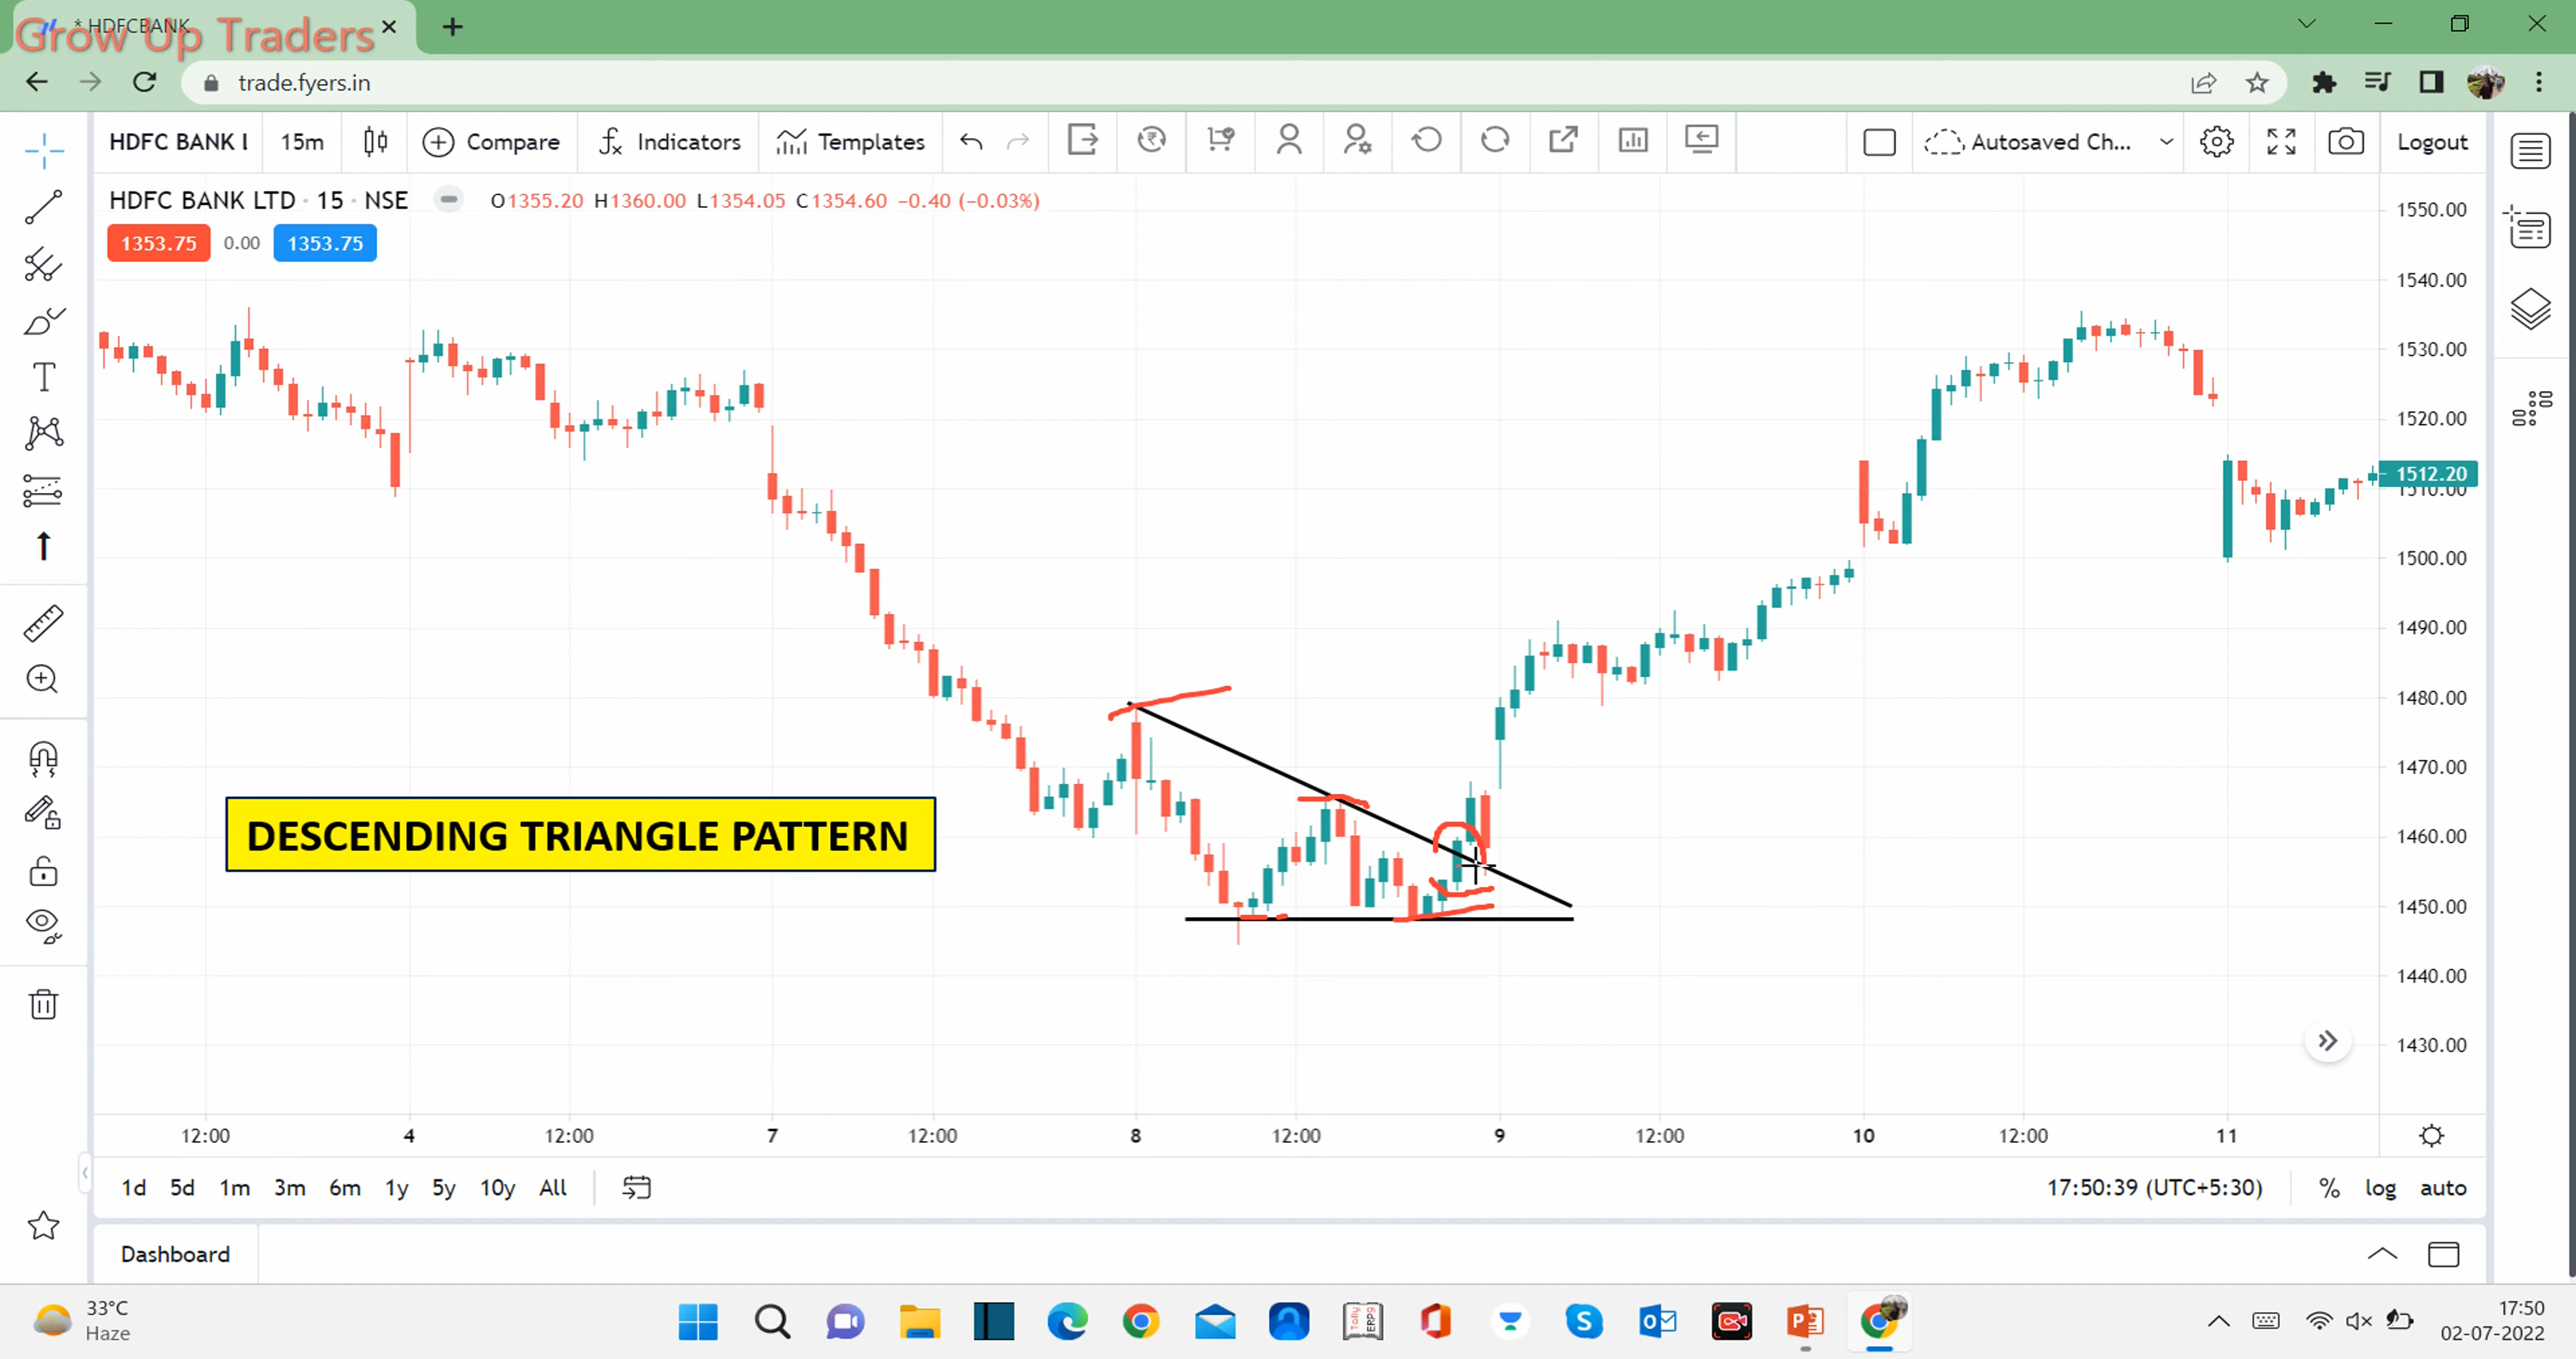 * HDFCBANK
Grow Up Traders
trade.fyers.in
HDFC BANK L 15m Compare Indicators Templates Autosaved Ch... Logout
HDFC BANK LTD · 15 · NSE O1355.20 H1360.00 L1354.05 C1354.60 −0.40 (−0.03%)
1353.75 0.00 1353.75
1550.00
1540.00
1530.00
1520.00
1512.20
1510.00
1500.00
1490.00
1480.00
1470.00
1460.00
1450.00
1440.00
1430.00
DESCENDING TRIANGLE PATTERN
12:00 4 12:00 7 12:00 8 12:00 9 12:00 10 12:00 11
1d 5d 1m 3m 6m 1y 5y 10y All 17:50:39 (UTC+5:30) % log auto
Dashboard
33°C
Haze
17:50
02-07-2022